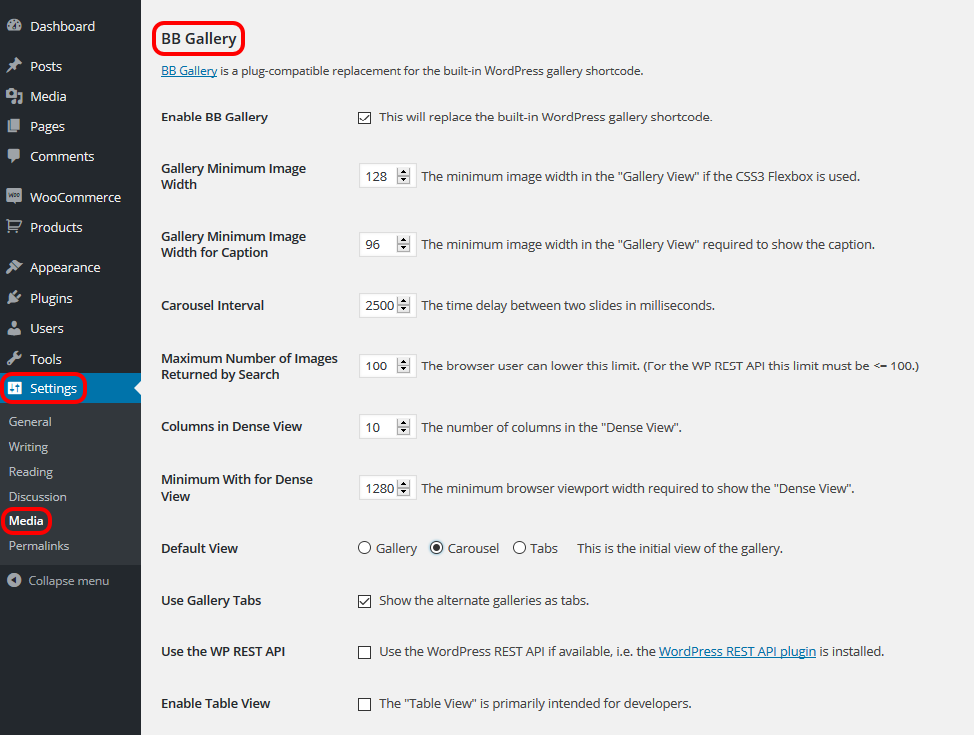 Dashboard
Posts
Media
Pages
Comments
WooCommerce
Products
Appearance
Plugins
Users
Tools
Settings
General
Writing
Reading
Discussion
Media
Permalinks
Collapse menu
BB Gallery
BB Gallery is a plug-compatible replacement for the built-in WordPress gallery shortcode.
Enable BB Gallery This will replace the built-in WordPress gallery shortcode.
Gallery Minimum Image
Width
128 The minimum image width in the "Gallery View" if the CSS3 Flexbox is used.
Gallery Minimum Image
Width for Caption
96 The minimum image width in the "Gallery View" required to show the caption.
Carousel Interval 2500 The time delay between two slides in milliseconds.
Maximum Number of Images
Returned by Search
100 The browser user can lower this limit. (For the WP REST API this limit must be <= 100.)
Columns in Dense View 10 The number of columns in the "Dense View".
Minimum With for Dense
View
1280 The minimum browser viewport width required to show the "Dense View".
Default View Gallery Carousel Tabs This is the initial view of the gallery.
Use Gallery Tabs Show the alternate galleries as tabs.
Use the WP REST API Use the WordPress REST API if available, i.e. the WordPress REST API plugin is installed.
Enable Table View The "Table View" is primarily intended for developers.